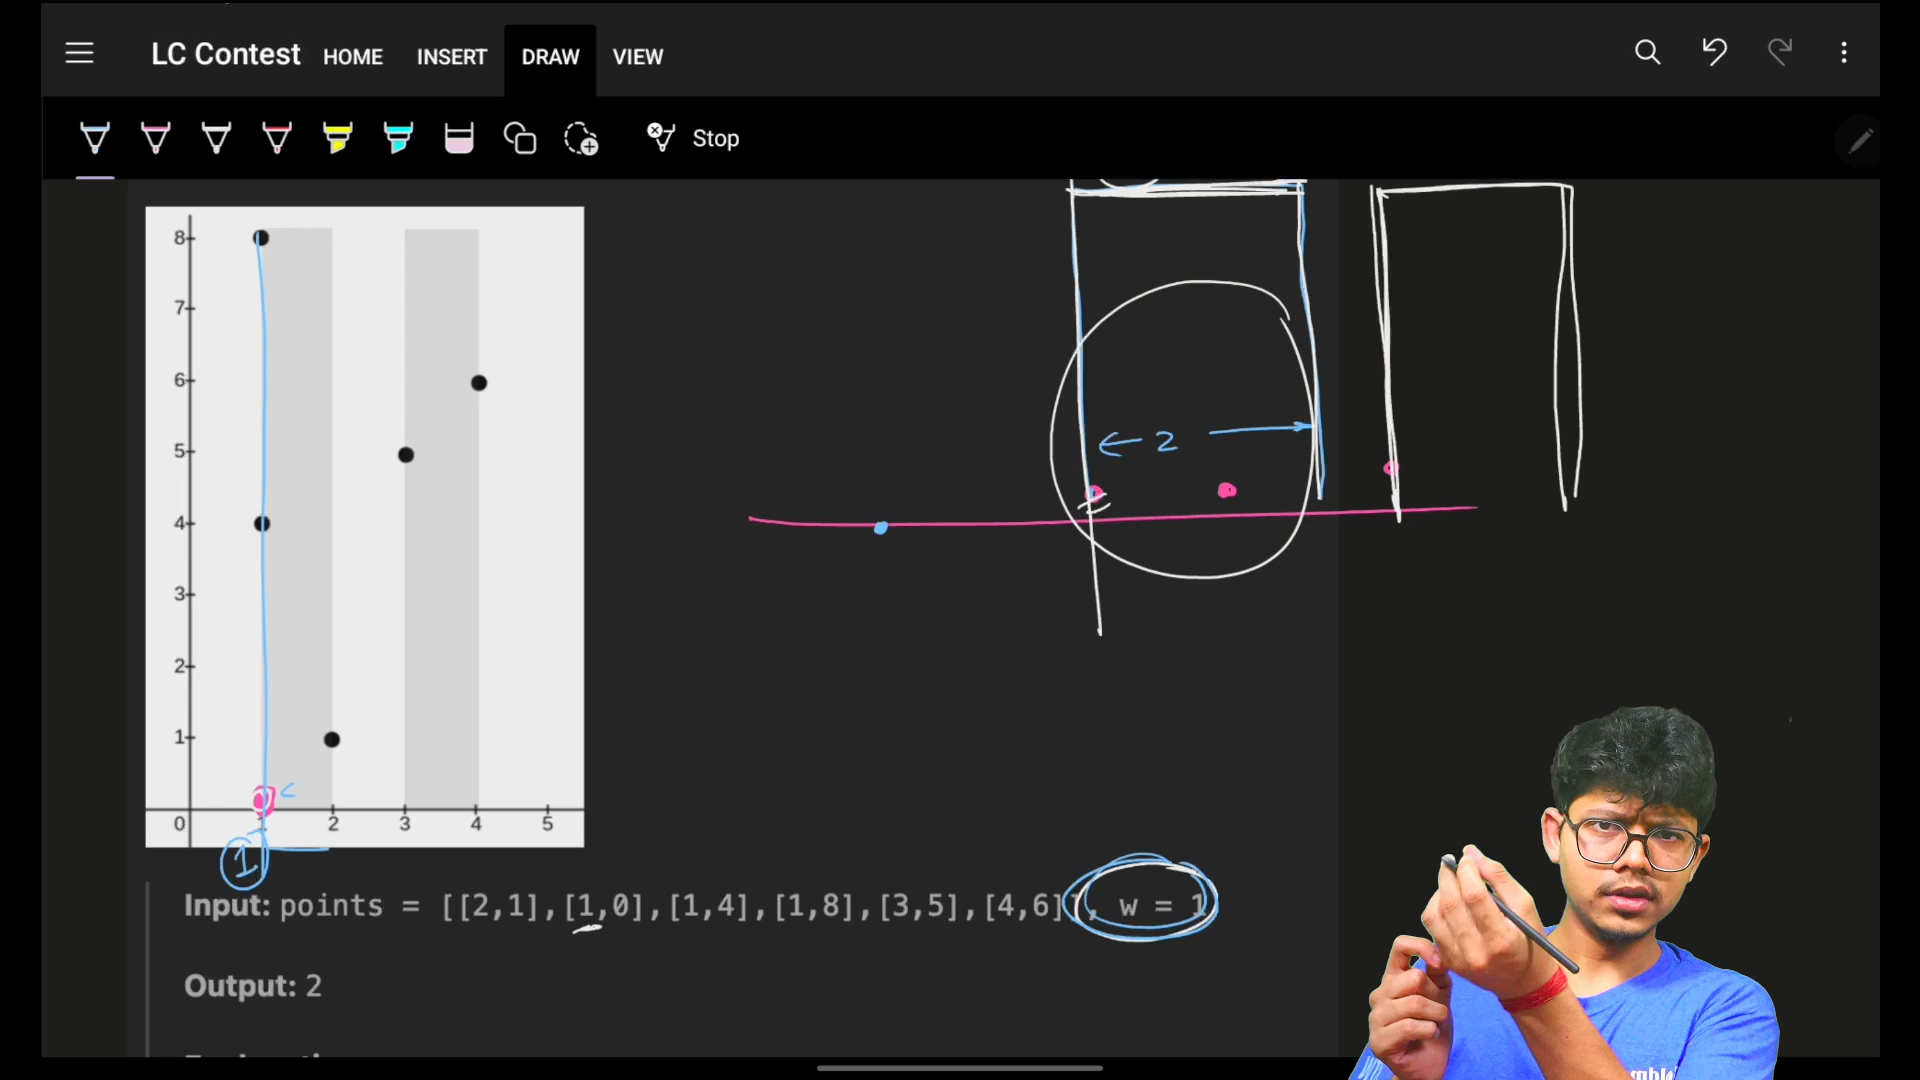 LC Contest HOME INSERT DRAW VIEW
Stop
8
7
6
5
4
3
2
1
0 2 3 4 5
← 2 →
<
1
Input: points = [[2,1],[1,0],[1,4],[1,8],[3,5],[4,6]], w = 1
Output: 2